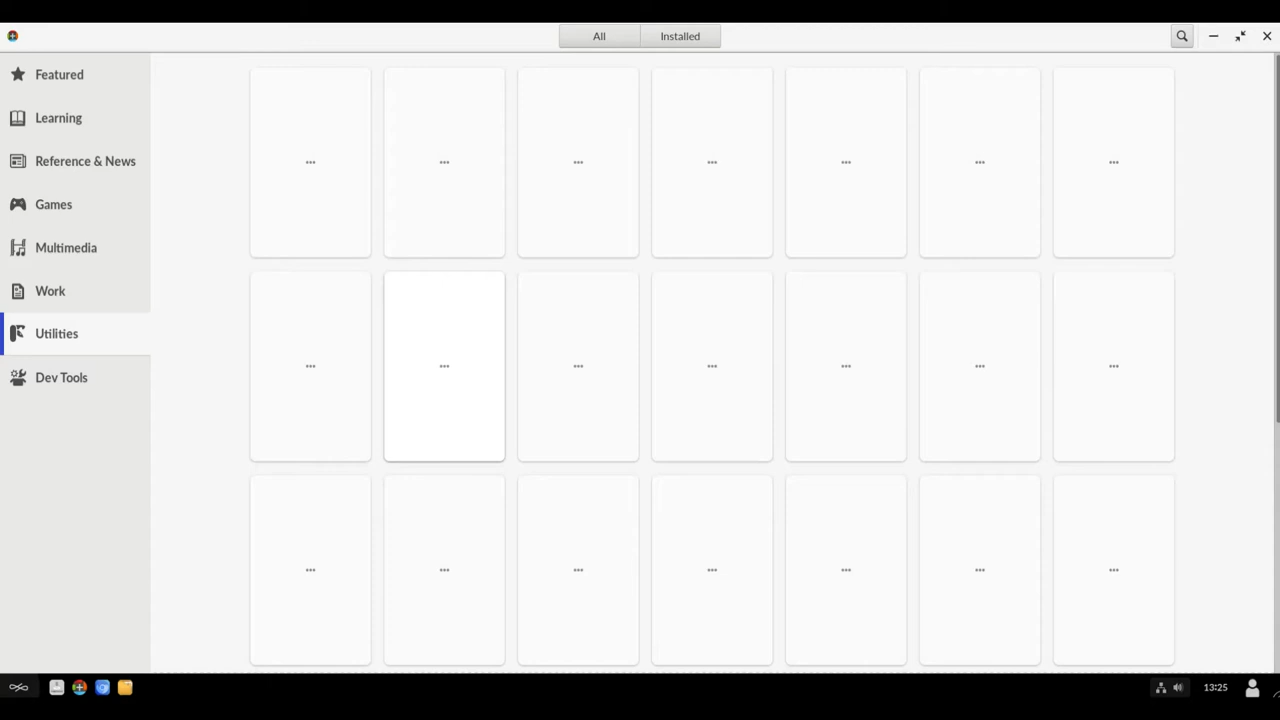 All
Installed
Featured
Learning
Reference & News
Games
Multimedia
Work
Utilities
Dev Tools
... ... ... ... ... ... ...
... ... ... ... ... ... ...
... ... ... ... ... ... ...
13:25